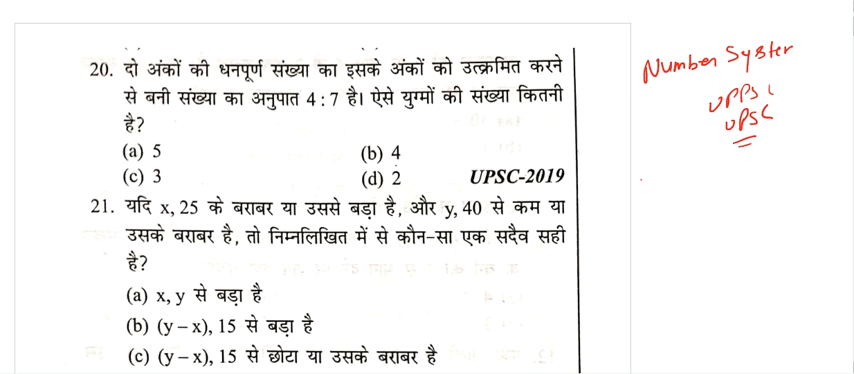 20. दो अंकों की धनपूर्ण संख्या का इसके अंकों को उत्क्रमित करने
से बनी संख्या का अनुपात 4 : 7 है। ऐसे युग्मों की संख्या कितनी
है?
(a) 5 (b) 4
(c) 3 (d) 2 UPSC-2019
21. यदि x, 25 के बराबर या उससे बड़ा है, और y, 40 से कम या
उसके बराबर है, तो निम्नलिखित में से कौन-सा एक सदैव सही
है?
(a) x, y से बड़ा है
(b) (y – x), 15 से बड़ा है
(c) (y – x), 15 से छोटा या उसके बराबर है
Number System
UPPSC
UPSC